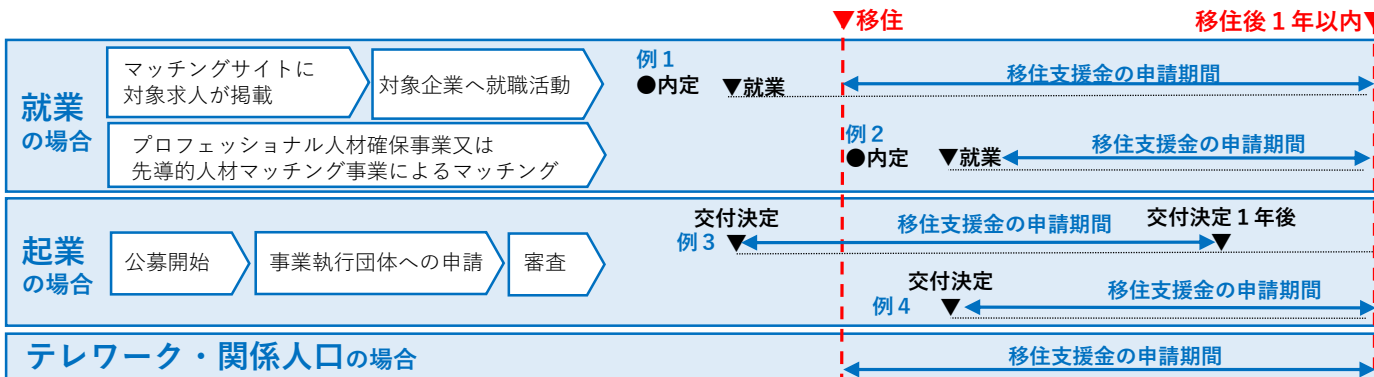 ▼移住
移住後1年以内▼
就業
の場合
マッチングサイトに
対象求人が掲載
対象企業へ就職活動
プロフェッショナル人材確保事業又は
先導的人材マッチング事業によるマッチング
例1
●内定
▼就業
移住支援金の申請期間
例2
●内定
▼就業
移住支援金の申請期間
起業
の場合
公募開始
事業執行団体への申請
審査
交付決定
例3
▼
移住支援金の申請期間
交付決定1年後
▼
交付決定
例4
▼
移住支援金の申請期間
テレワーク・関係人口の場合
移住支援金の申請期間